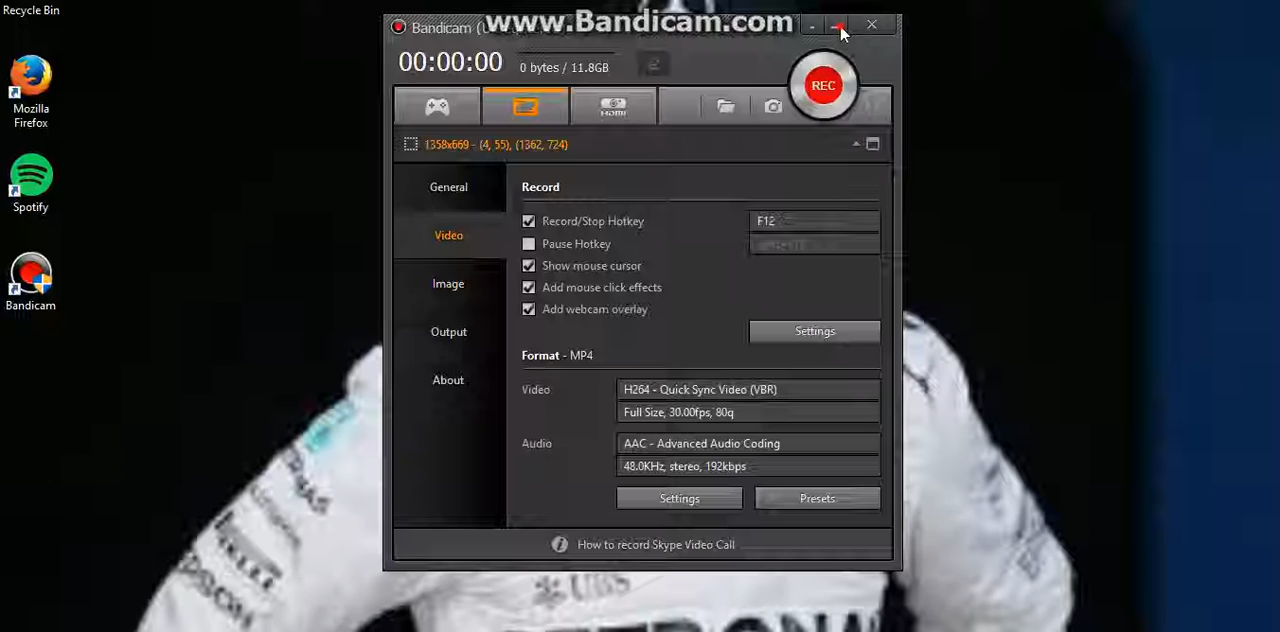 Recycle Bin
www.Bandicam.com
Bandicam
00:00:00
0 bytes / 11.8GB
REC
HDMI
1358x669 - (4, 55), (1362, 724)
Mozilla
Firefox
Spotify
Bandicam
General
Video
Image
Output
About
Record
Record/Stop Hotkey
F12
Pause Hotkey
Show mouse cursor
Add mouse click effects
Add webcam overlay
Settings
Format - MP4
Video
H264 - Quick Sync Video (VBR)
Full Size, 30.00fps, 80q
Audio
AAC - Advanced Audio Coding
48.0KHz, stereo, 192kbps
Settings
Presets
How to record Skype Video Call
UBS